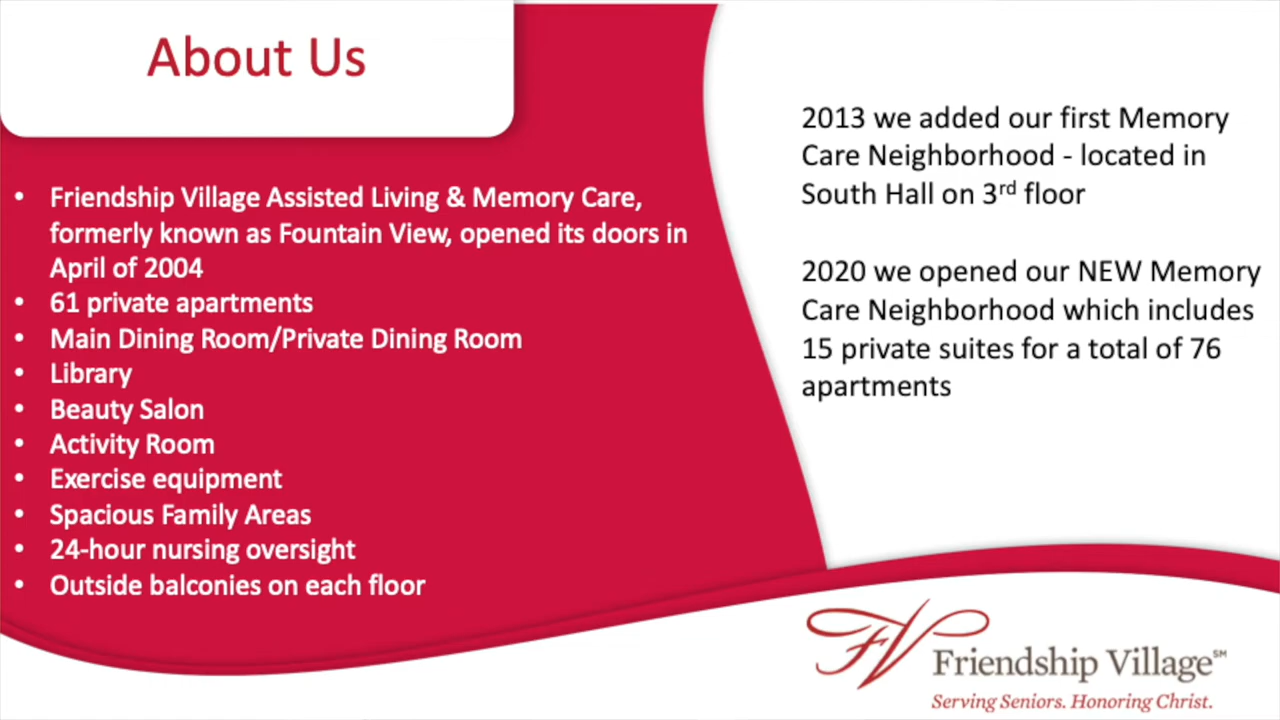 About Us
• Friendship Village Assisted Living & Memory Care,
formerly known as Fountain View, opened its doors in
April of 2004
• 61 private apartments
• Main Dining Room/Private Dining Room
• Library
• Beauty Salon
• Activity Room
• Exercise equipment
• Spacious Family Areas
• 24-hour nursing oversight
• Outside balconies on each floor
2013 we added our first Memory
Care Neighborhood - located in
South Hall on 3rd floor
2020 we opened our NEW Memory
Care Neighborhood which includes
15 private suites for a total of 76
apartments
FV
Friendship Village℠
Serving Seniors. Honoring Christ.